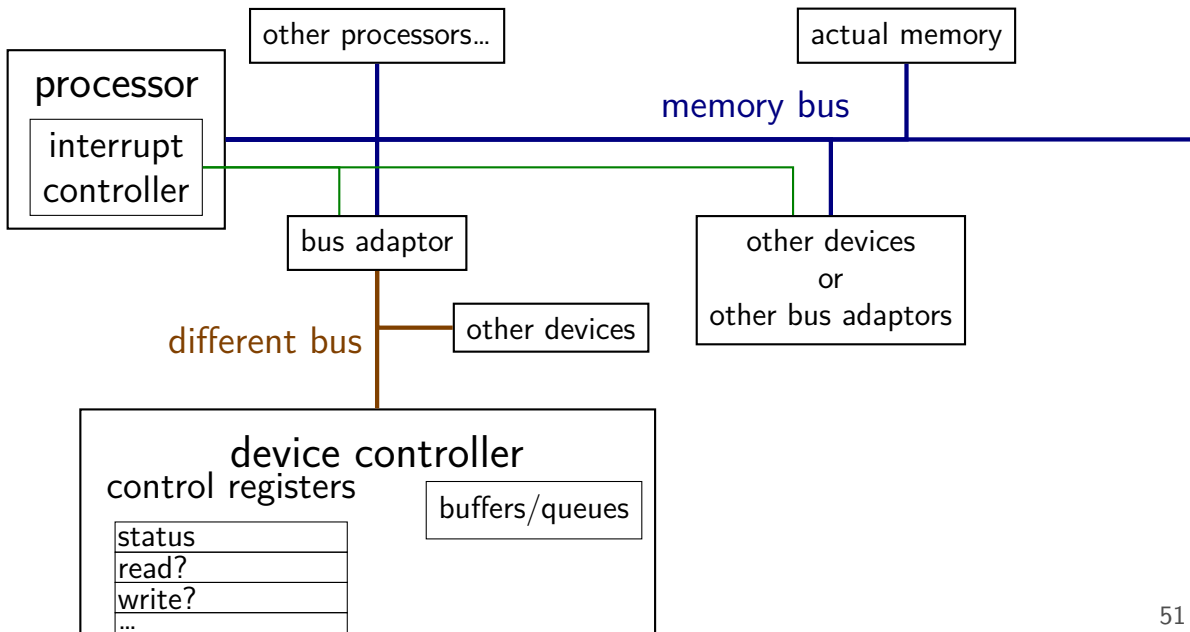 other processors...
actual memory
processor
memory bus
interrupt
controller
bus adaptor
other devices
or
other bus adaptors
different bus
other devices
device controller
control registers
buffers/queues
status
read?
write?
...
51